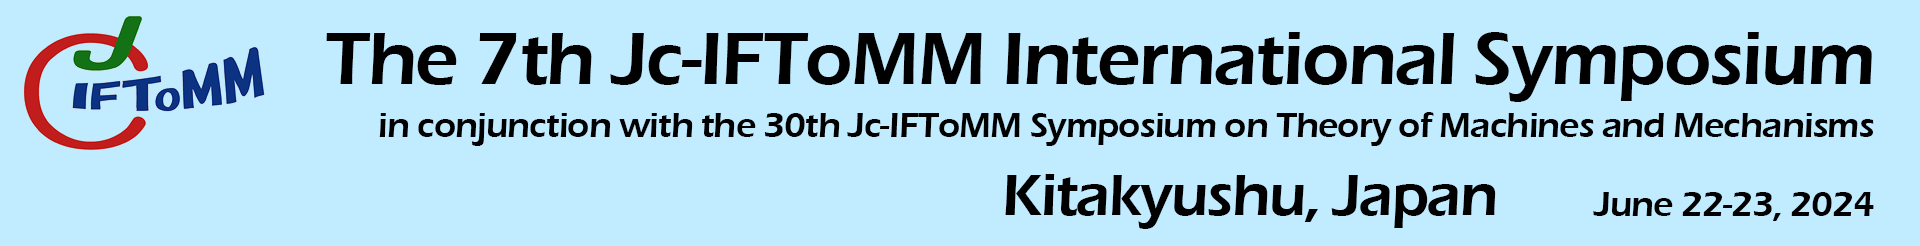 JC IFToMM
The 7th Jc-IFToMM International Symposium
in conjunction with the 30th Jc-IFToMM Symposium on Theory of Machines and Mechanisms
Kitakyushu, Japan June 22-23, 2024